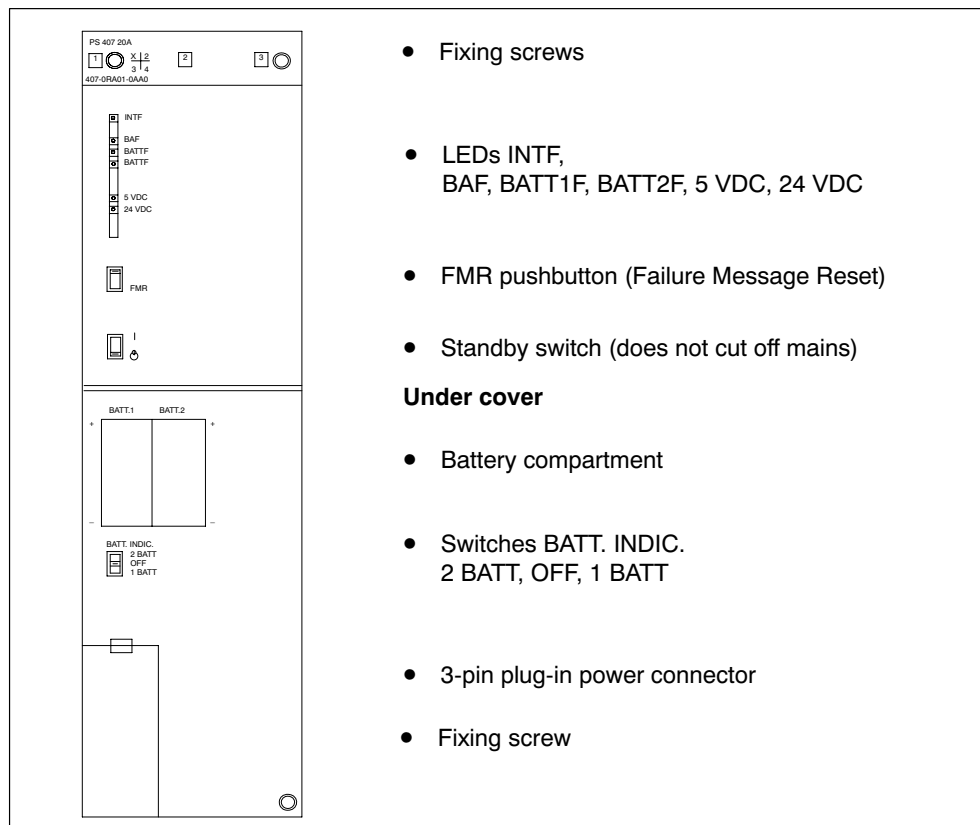 PS 407 20A
1 X 2 2 3
3 4
407-0RA01-0AA0
INTF
BAF
BATTF
BATTF
5 VDC
24 VDC
FMR
I
BATT.1 BATT.2
+ +
– –
BATT. INDIC.
2 BATT
OFF
1 BATT
• Fixing screws
• LEDs INTF,
BAF, BATT1F, BATT2F, 5 VDC, 24 VDC
• FMR pushbutton (Failure Message Reset)
• Standby switch (does not cut off mains)
Under cover
• Battery compartment
• Switches BATT. INDIC.
2 BATT, OFF, 1 BATT
• 3-pin plug-in power connector
• Fixing screw